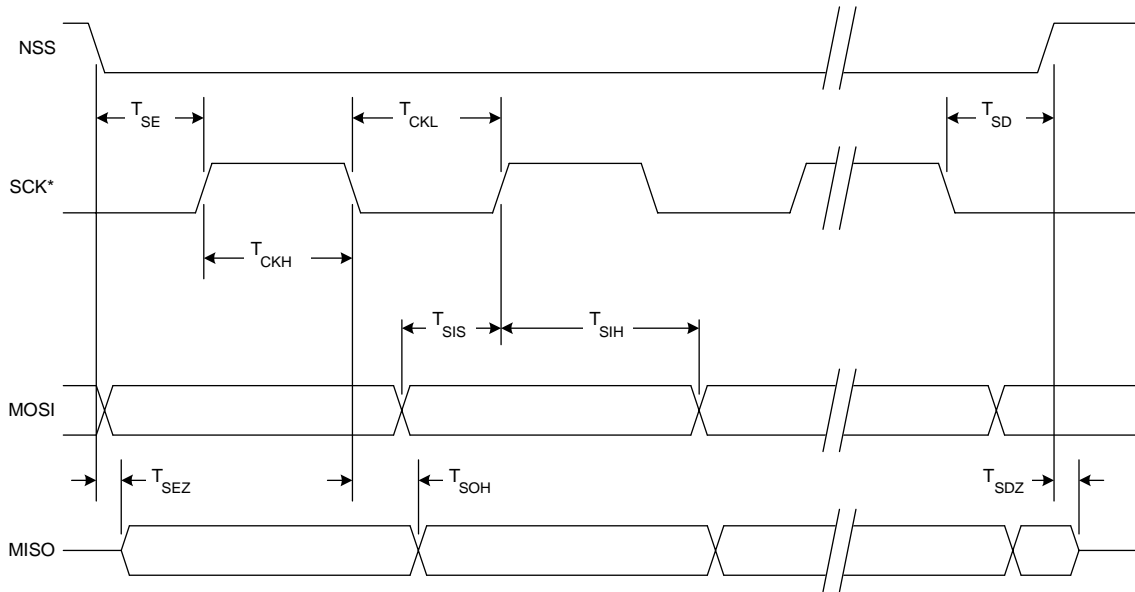 NSS
T_SE
T_CKL
T_SD
SCK*
T_CKH
T_SIS
T_SIH
MOSI
T_SEZ
T_SOH
T_SDZ
MISO